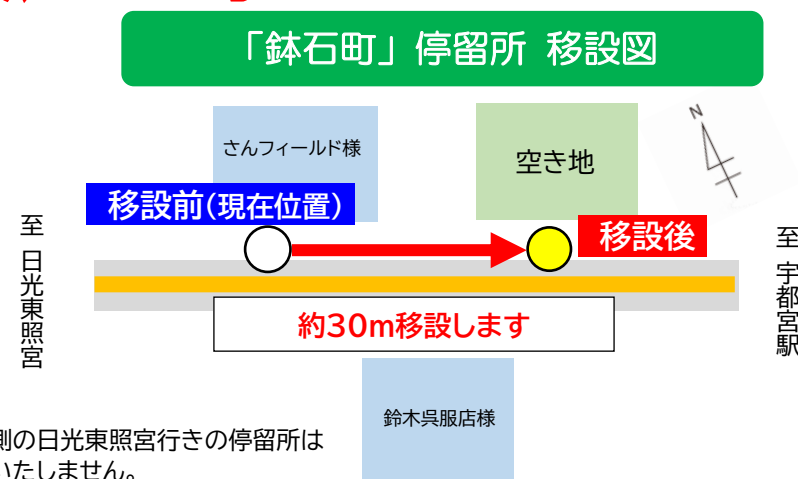 「鉢石町」停留所 移設図
N
さんフィールド様
空き地
移設前(現在位置)
移設後
至 日光東照宮
至 宇都宮駅
約30m移設します
鈴木呉服店様
側の日光東照宮行きの停留所は
いたしません。